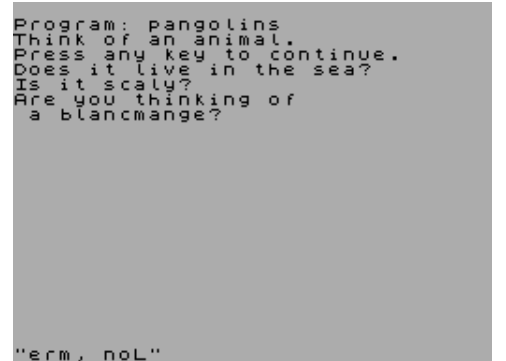 Program: pangolins
Think of an animal.
Press any key to continue.
Does it live in the sea?
Is it scaly?
Are you thinking of
a blancmange?
"erm, noL"